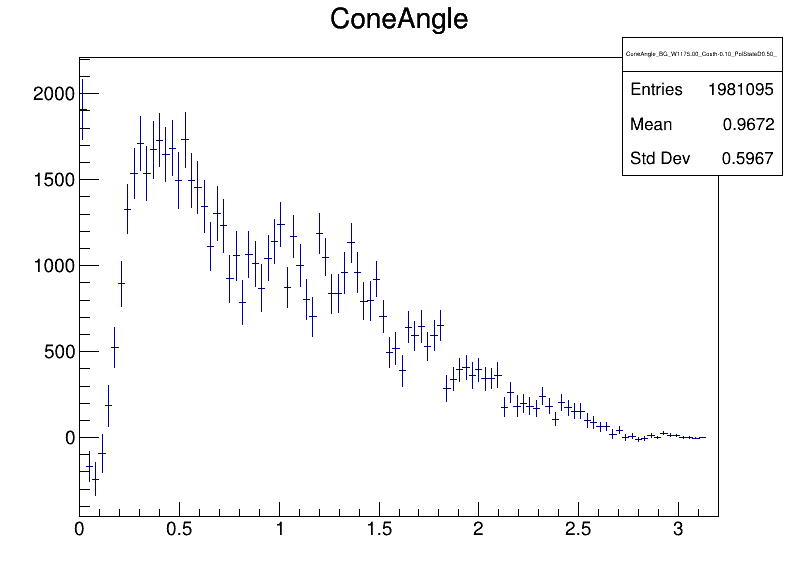 ConeAngle
ConeAngle_BG_W1175.00_Costh-0.10_PolStateD0.50_
Entries 1981095
Mean 0.9672
Std Dev 0.5967
2000
1500
1000
500
0
0 0.5 1 1.5 2 2.5 3